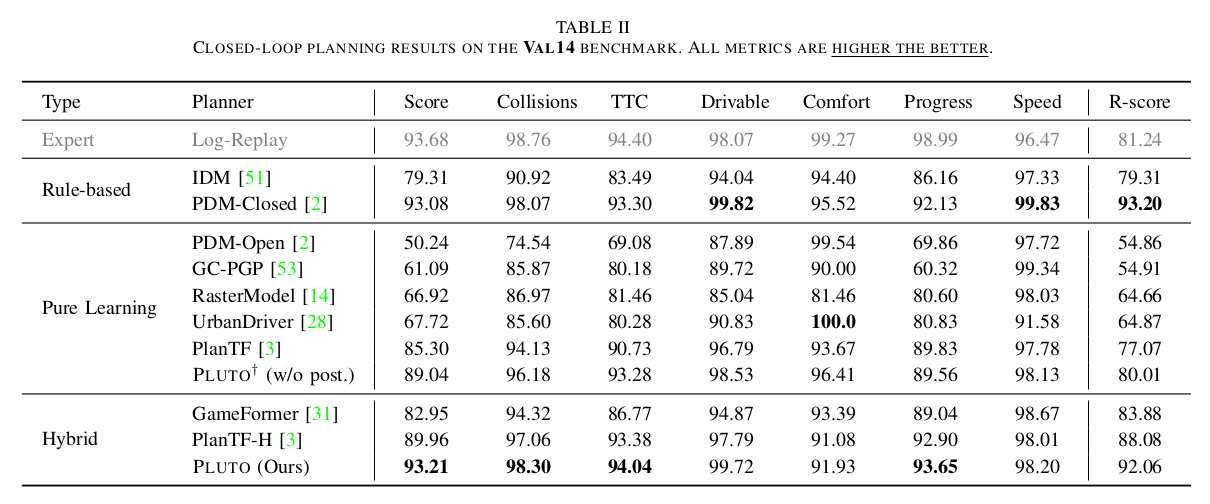 TABLE II
CLOSED-LOOP PLANNING RESULTS ON THE VAL14 BENCHMARK. ALL METRICS ARE HIGHER THE BETTER.
Type Planner Score Collisions TTC Drivable Comfort Progress Speed R-score
Expert Log-Replay 93.68 98.76 94.40 98.07 99.27 98.99 96.47 81.24
Rule-based
IDM [51] 79.31 90.92 83.49 94.04 94.40 86.16 97.33 79.31
PDM-Closed [2] 93.08 98.07 93.30 99.82 95.52 92.13 99.83 93.20
Pure Learning
PDM-Open [2] 50.24 74.54 69.08 87.89 99.54 69.86 97.72 54.86
GC-PGP [53] 61.09 85.87 80.18 89.72 90.00 60.32 99.34 54.91
RasterModel [14] 66.92 86.97 81.46 85.04 81.46 80.60 98.03 64.66
UrbanDriver [28] 67.72 85.60 80.28 90.83 100.0 80.83 91.58 64.87
PlanTF [3] 85.30 94.13 90.73 96.79 93.67 89.83 97.78 77.07
PLUTO† (w/o post.) 89.04 96.18 93.28 98.53 96.41 89.56 98.13 80.01
Hybrid
GameFormer [31] 82.95 94.32 86.77 94.87 93.39 89.04 98.67 83.88
PlanTF-H [3] 89.96 97.06 93.38 97.79 91.08 92.90 98.01 88.08
PLUTO (Ours) 93.21 98.30 94.04 99.72 91.93 93.65 98.20 92.06